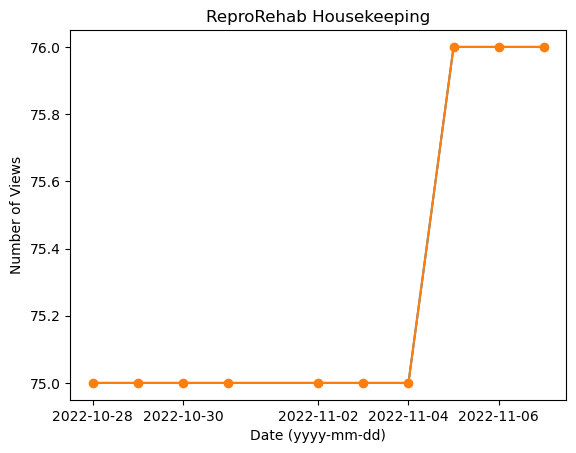 ReproRehab Housekeeping
76.0
75.8
75.6
75.4
75.2
75.0
Number of Views
2022-10-28 2022-10-30 2022-11-02 2022-11-04 2022-11-06
Date (yyyy-mm-dd)